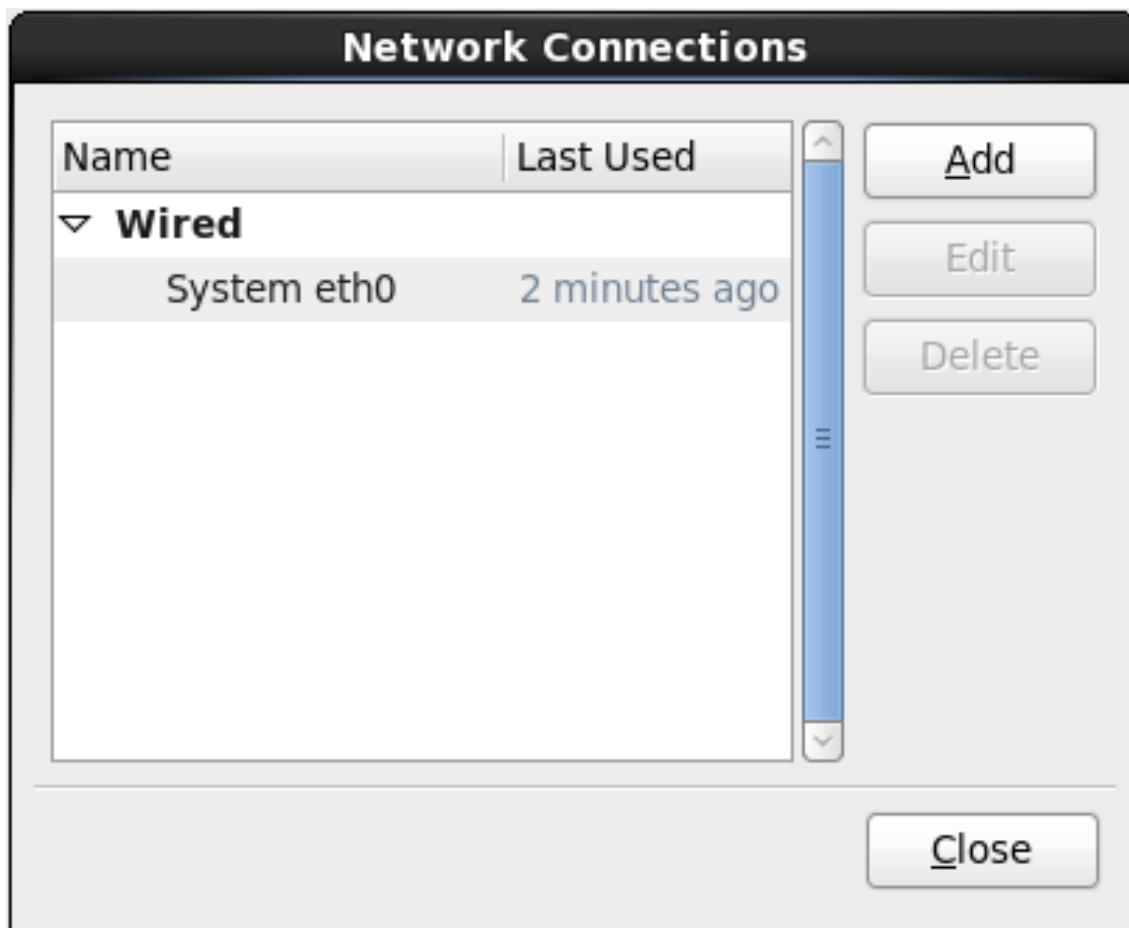 Network Connections
Name Last Used
Wired
System eth0 2 minutes ago
Add
Edit
Delete
Close